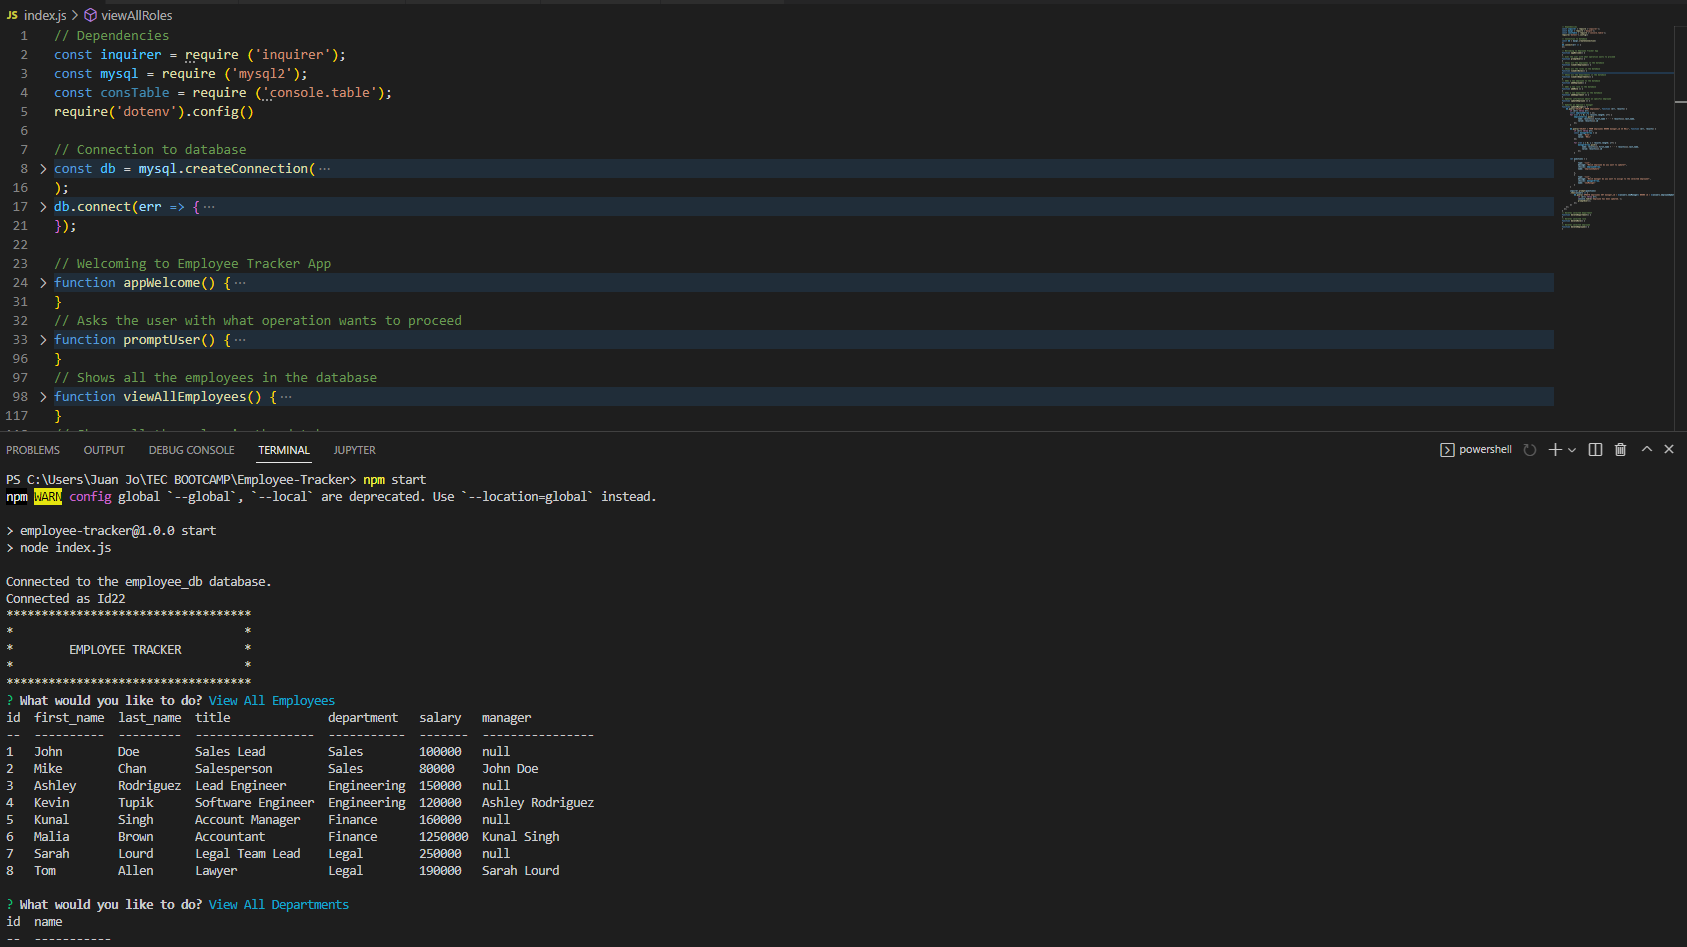 JS index.js > viewAllRoles
1 // Dependencies
2 const inquirer = require ('inquirer');
3 const mysql = require ('mysql2');
4 const consTable = require ('console.table');
5 require('dotenv').config()
6
7 // Connection to database
8 > const db = mysql.createConnection( ···
16 );
17 > db.connect(err => { ···
21 });
22
23 // Welcoming to Employee Tracker App
24 > function appWelcome() { ···
31 }
32 // Asks the user with what operation wants to proceed
33 > function promptUser() { ···
96 }
97 // Shows all the employees in the database
98 > function viewAllEmployees() { ···
117 }
PROBLEMS OUTPUT DEBUG CONSOLE TERMINAL JUPYTER powershell
PS C:\Users\Juan Jo\TEC BOOTCAMP\Employee-Tracker> npm start
npm WARN config global `--global`, `--local` are deprecated. Use `--location=global` instead.
> employee-tracker@1.0.0 start
> node index.js
Connected to the employee_db database.
Connected as Id22
***********************************
* *
* EMPLOYEE TRACKER *
* *
***********************************
? What would you like to do? View All Employees
id first_name last_name title department salary manager
-- ---------- --------- ----------------- ----------- ------- ----------------
1 John Doe Sales Lead Sales 100000 null
2 Mike Chan Salesperson Sales 80000 John Doe
3 Ashley Rodriguez Lead Engineer Engineering 150000 null
4 Kevin Tupik Software Engineer Engineering 120000 Ashley Rodriguez
5 Kunal Singh Account Manager Finance 160000 null
6 Malia Brown Accountant Finance 1250000 Kunal Singh
7 Sarah Lourd Legal Team Lead Legal 250000 null
8 Tom Allen Lawyer Legal 190000 Sarah Lourd
? What would you like to do? View All Departments
id name
-- -----------